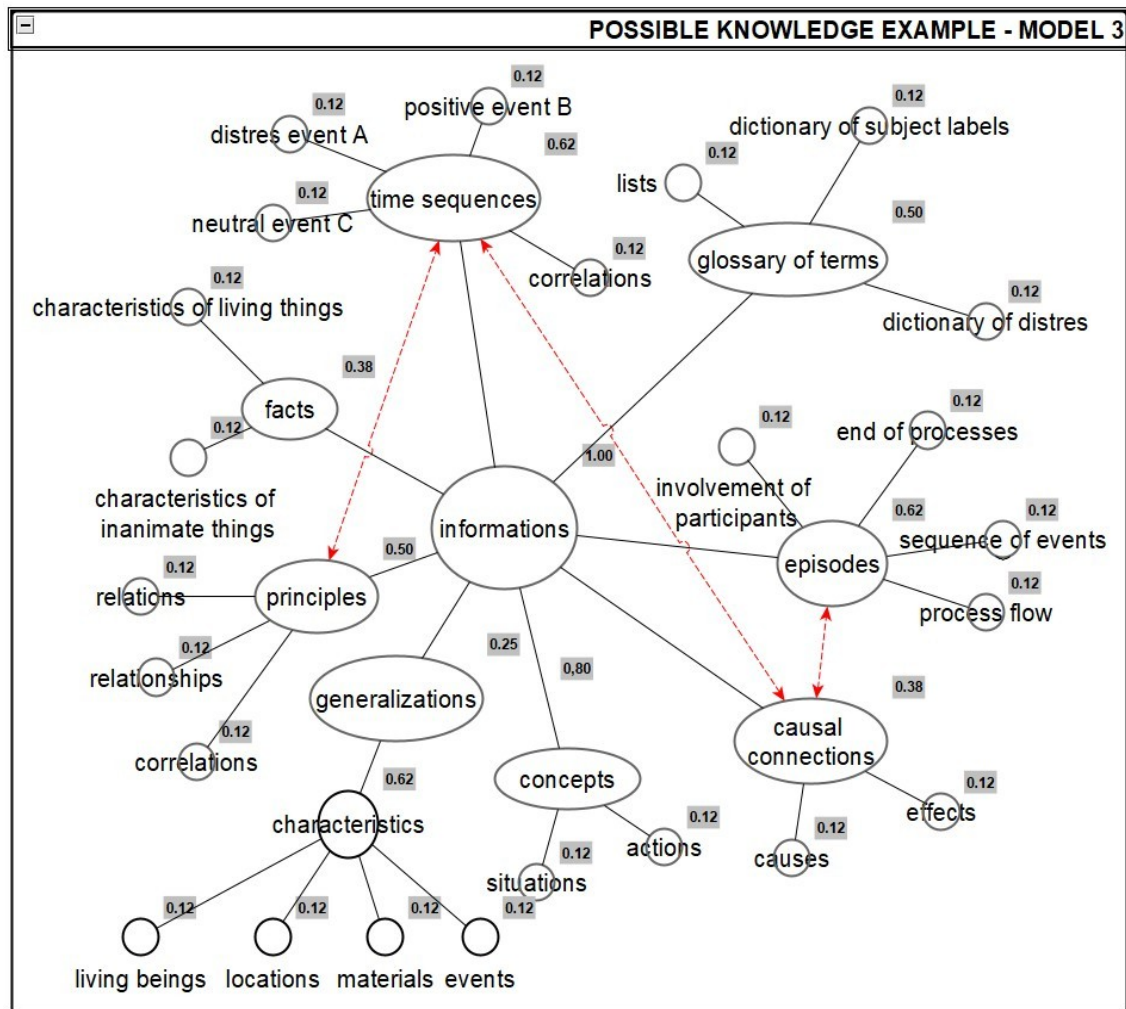 POSSIBLE KNOWLEDGE EXAMPLE - MODEL 3
0.12
positive event B
0.12
distres event A
0.62
time sequences
0.12
neutral event C
0.12
correlations
0.12
dictionary of subject labels
0.12
lists
0.50
glossary of terms
0.12
dictionary of distres
0.12
characteristics of living things
0.38
facts
0.12
characteristics of
inanimate things
1.00
informations
0.12
involvement of
participants
0.12
end of processes
0.62
episodes
0.12
sequence of events
0.12
process flow
0.50
principles
0.12
relations
0.12
relationships
0.12
correlations
0.25
generalizations
0.62
characteristics
0.12
living beings
0.12
locations
0.12
materials
0.12
events
0,80
concepts
0.12
situations
0.12
actions
0.38
causal
connections
0.12
causes
0.12
effects